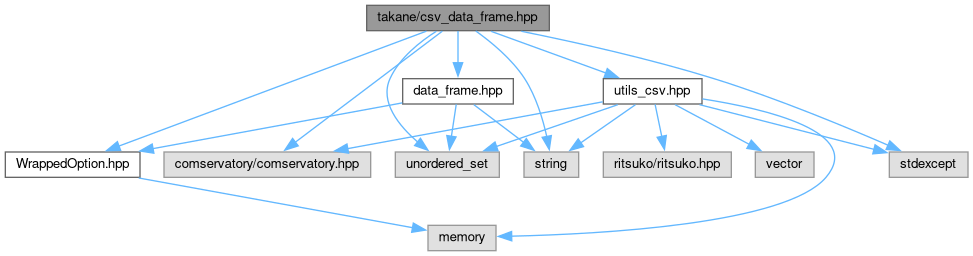 takane/csv_data_frame.hpp
data_frame.hpp
utils_csv.hpp
WrappedOption.hpp
comservatory/comservatory.hpp
unordered_set
string
ritsuko/ritsuko.hpp
vector
stdexcept
memory